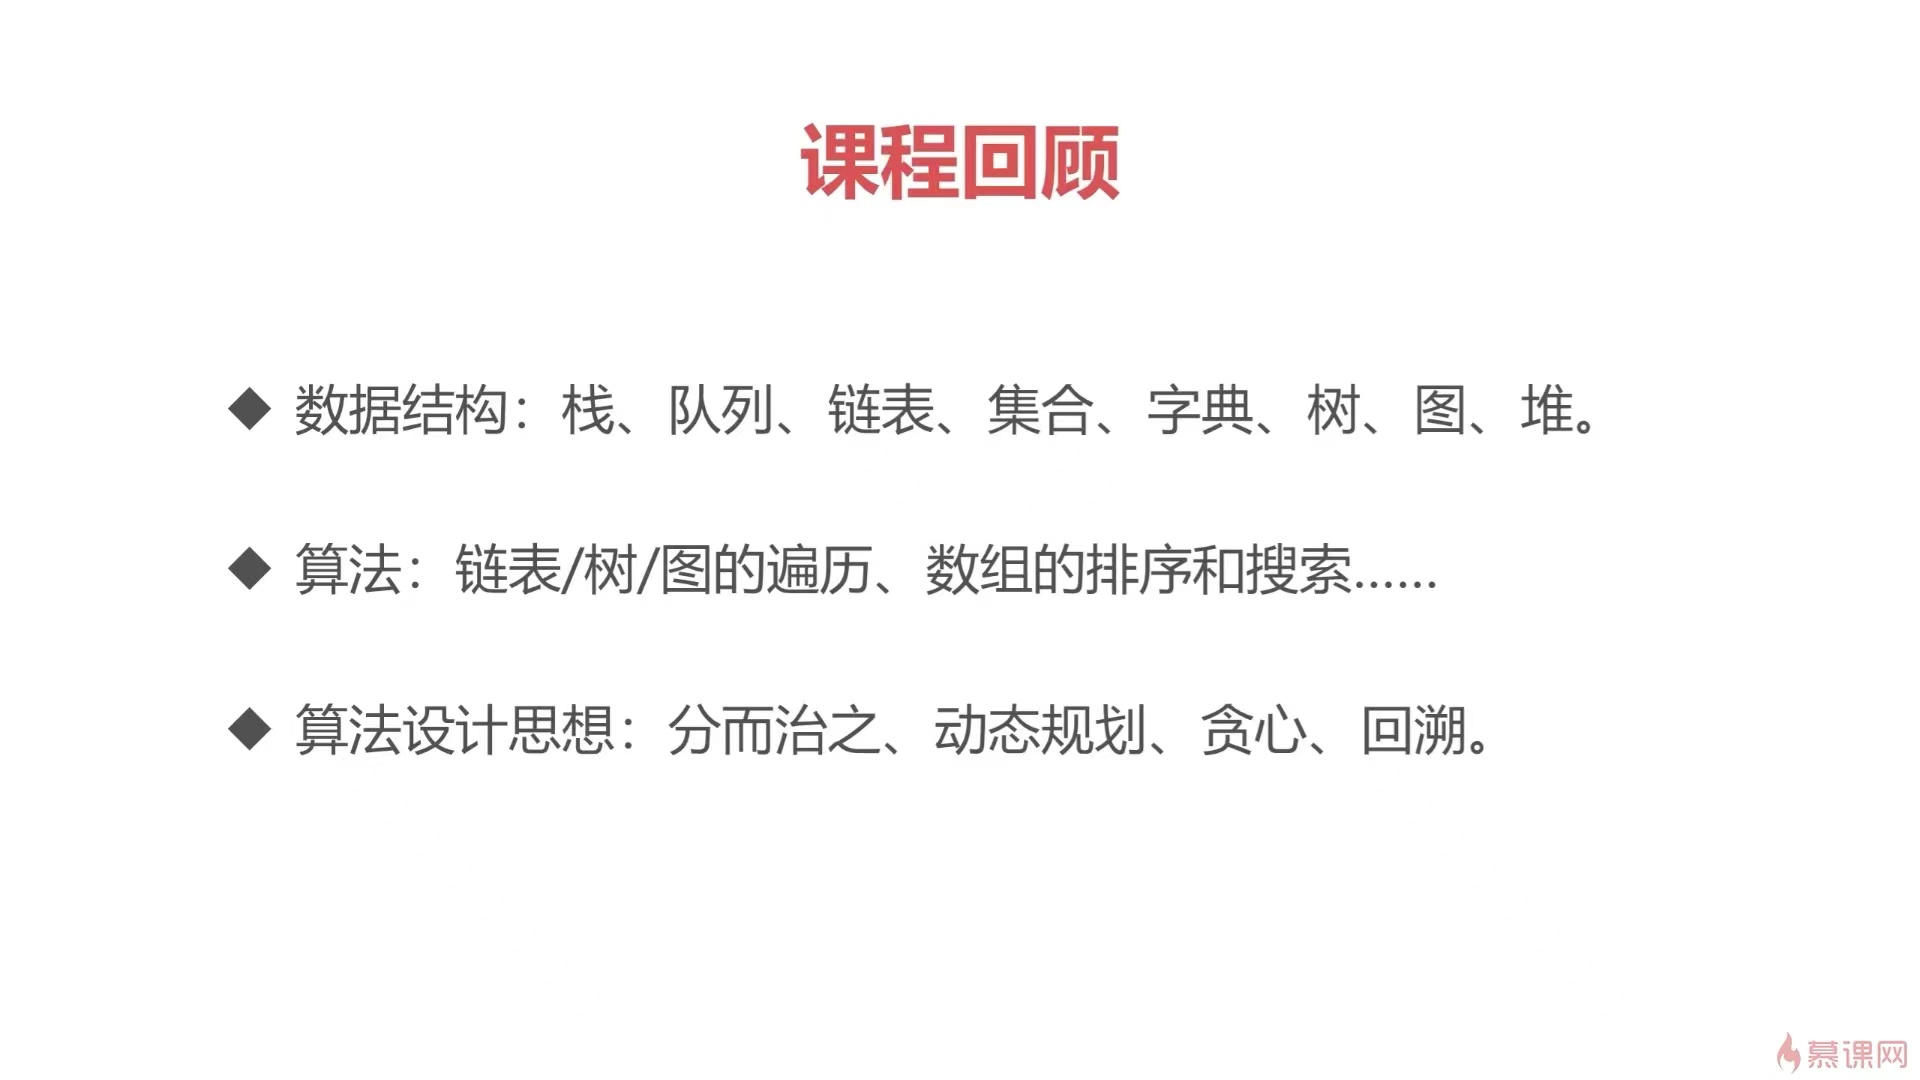 课程回顾
◆ 数据结构：栈、队列、链表、集合、字典、树、图、堆。
◆ 算法：链表/树/图的遍历、数组的排序和搜索......
◆ 算法设计思想：分而治之、动态规划、贪心、回溯。
慕课网